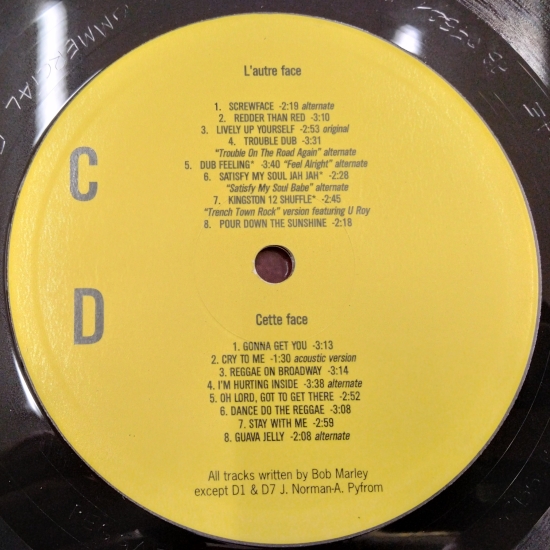 L'autre face
1. SCREWFACE -2:19 alternate
2. REDDER THAN RED -3:10
3. LIVELY UP YOURSELF -2:53 original
4. TROUBLE DUB -3:31
"Trouble On The Road Again" alternate
5. DUB FEELING* -3:40 "Feel Alright" alternate
6. SATISFY MY SOUL JAH JAH* -2:28
"Satisfy My Soul Babe" alternate
7. KINGSTON 12 SHUFFLE* -2:45
"Trench Town Rock" version featuring U Roy
8. POUR DOWN THE SUNSHINE -2:18
C
D
Cette face
1. GONNA GET YOU -3:13
2. CRY TO ME -1:30 acoustic version
3. REGGAE ON BROADWAY -3:14
4. I'M HURTING INSIDE -3:38 alternate
5. OH LORD, GOT TO GET THERE -2:52
6. DANCE DO THE REGGAE -3:08
7. STAY WITH ME -2:59
8. GUAVA JELLY -2:08 alternate
All tracks written by Bob Marley
except D1 & D7 J. Norman-A. Pyfrom